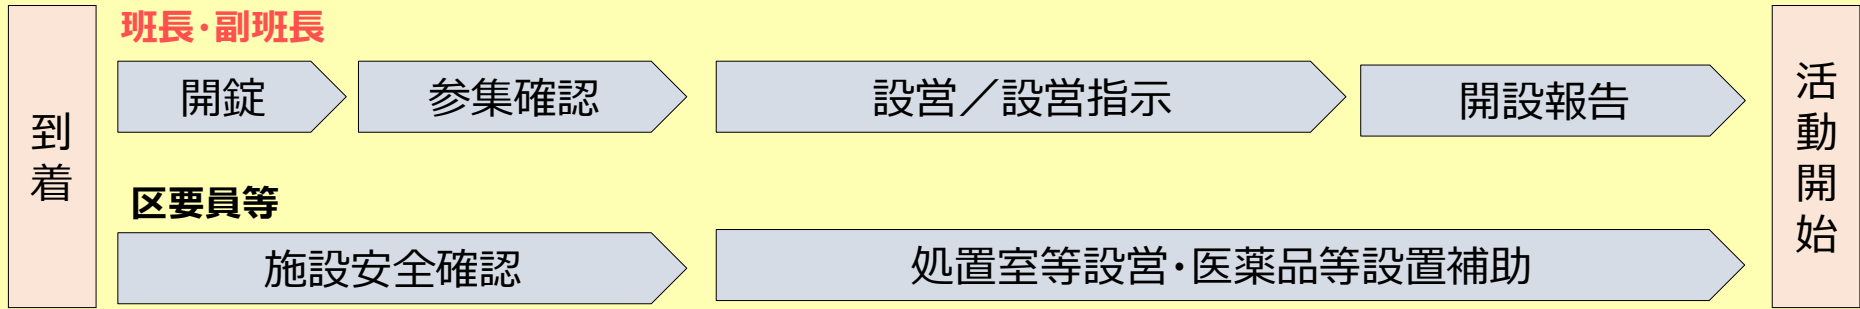 到着
班長・副班長
開錠
参集確認
設営／設営指示
開設報告
区要員等
施設安全確認
処置室等設営・医薬品等設置補助
活動開始